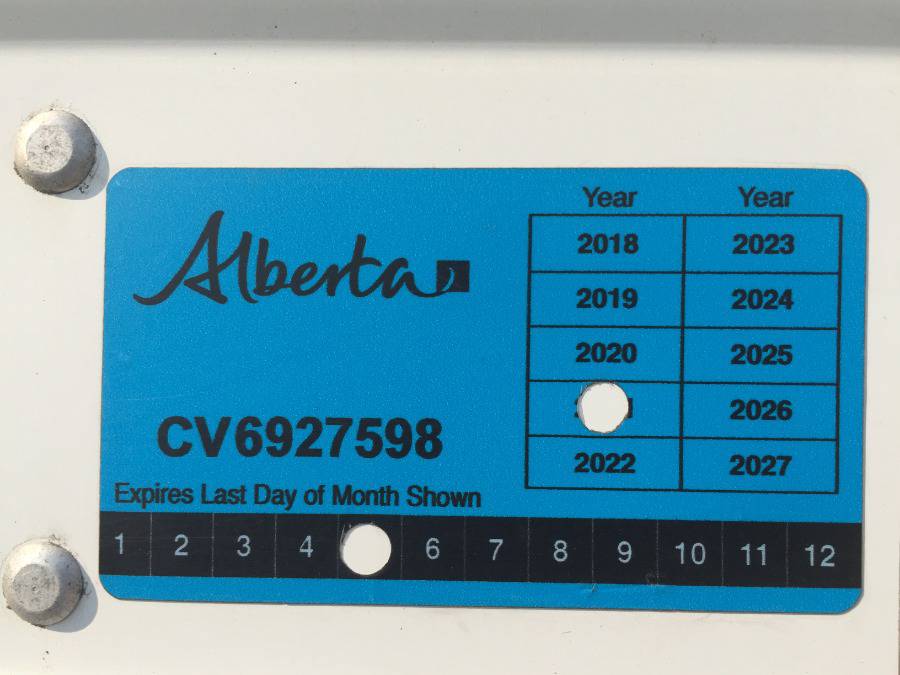 Alberta
Year Year
2018 2023
2019 2024
2020 2025
2026
2022 2027
CV6927598
Expires Last Day of Month Shown
1 2 3 4 6 7 8 9 10 11 12